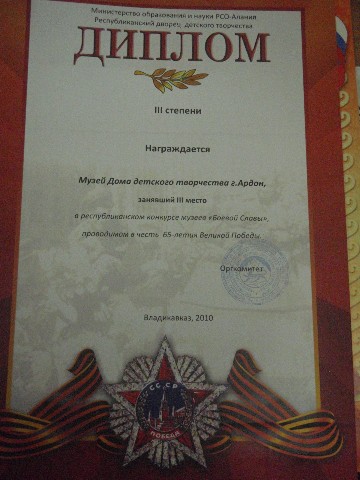 Министерство образования и науки РСО-Алания
Республиканский дворец детского творчества
ДИПЛОМ
III степени
Награждается
Музей Дома детского творчества г.Ардон,
занявший III место
в республиканском конкурсе музеев «Боевой Славы»,
проводимом в честь 65-летия Великой Победы.
Оргкомитет
Владикавказ, 2010
СССР
ПОБЕДА